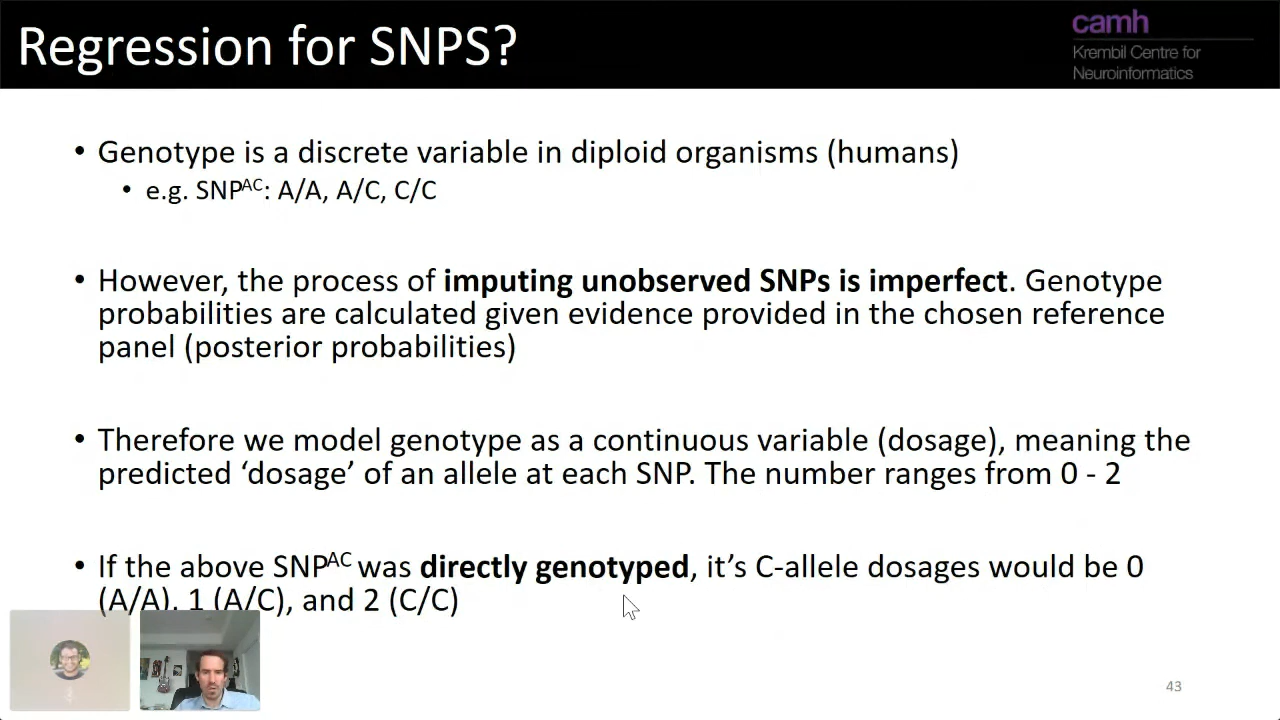 Regression for SNPS?
camh
Krembil Centre for
Neuroinformatics
• Genotype is a discrete variable in diploid organisms (humans)
• e.g. SNPᴬᶜ: A/A, A/C, C/C
• However, the process of imputing unobserved SNPs is imperfect. Genotype
probabilities are calculated given evidence provided in the chosen reference
panel (posterior probabilities)
• Therefore we model genotype as a continuous variable (dosage), meaning the
predicted ‘dosage’ of an allele at each SNP. The number ranges from 0 - 2
• If the above SNPᴬᶜ was directly genotyped, it’s C-allele dosages would be 0
(A/A), 1 (A/C), and 2 (C/C)
43